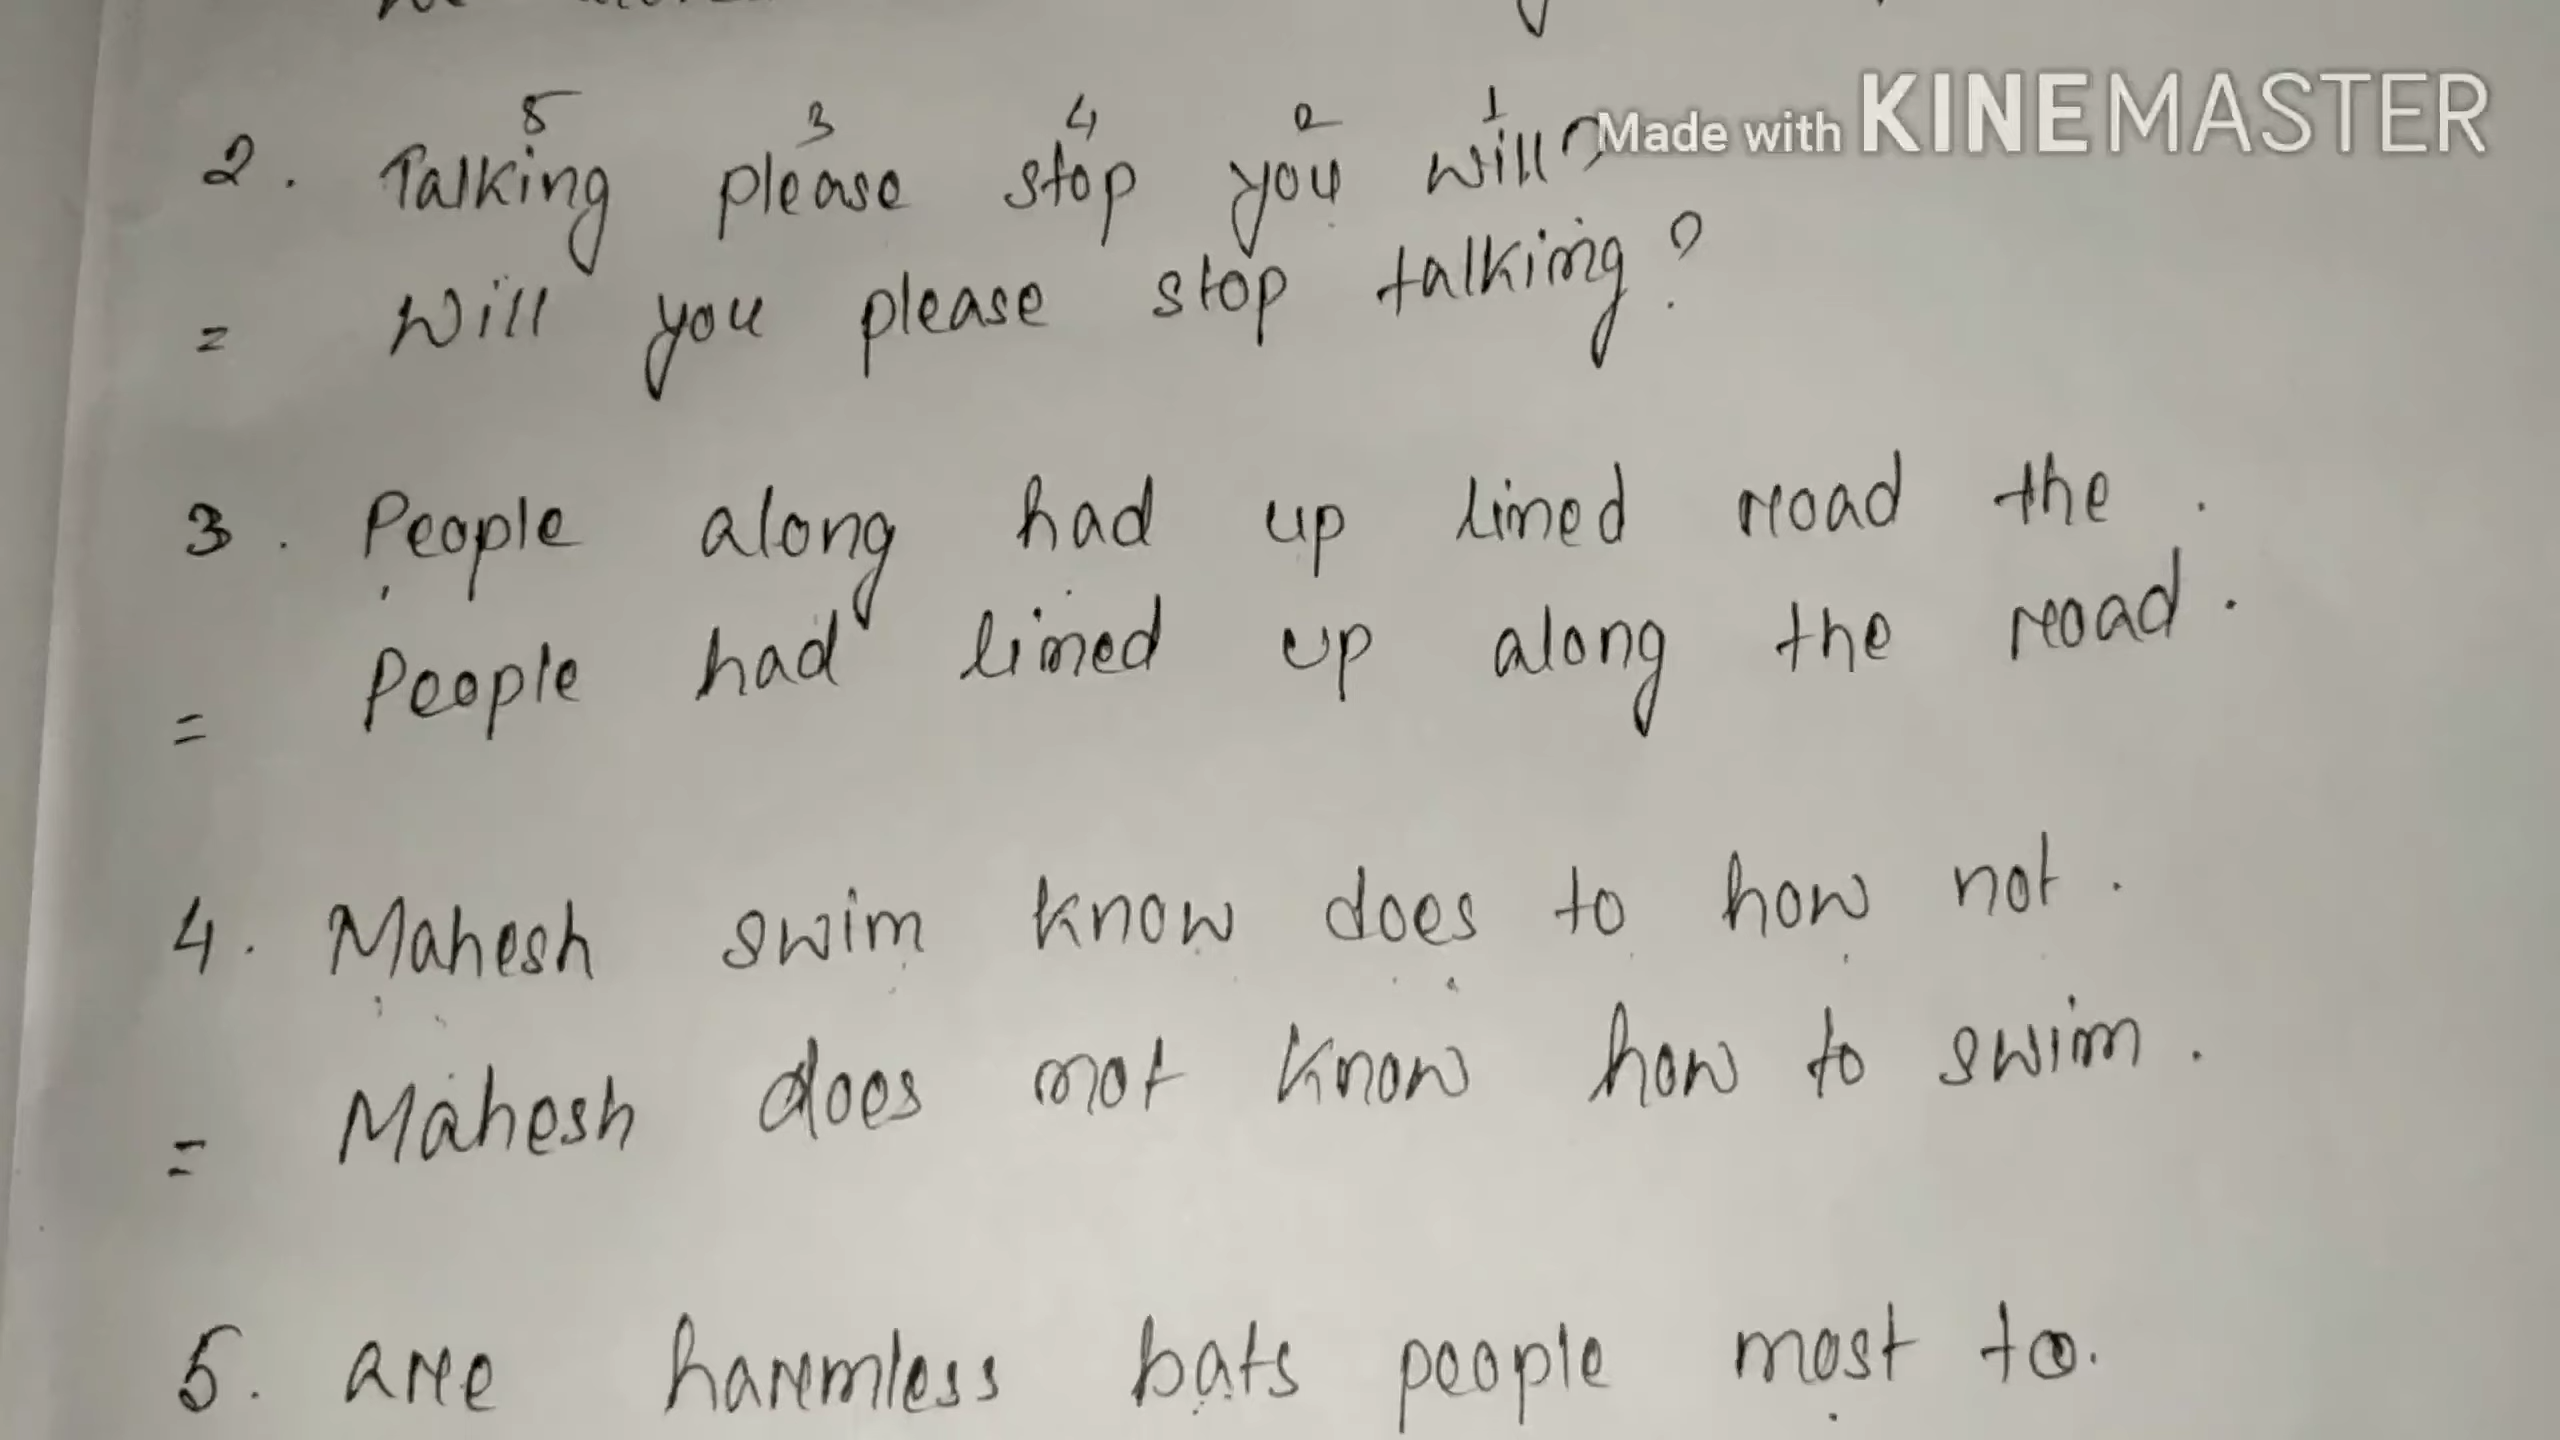 5 3 4 2 1
Made with KINEMASTER
2. Talking please stop you will?
= Will you please stop talking?
3. People along had up lined road the.
= People had lined up along the road.
4. Mahesh swim know does to how not.
= Mahesh does not know how to swim.
5. are harmless bats people most to.